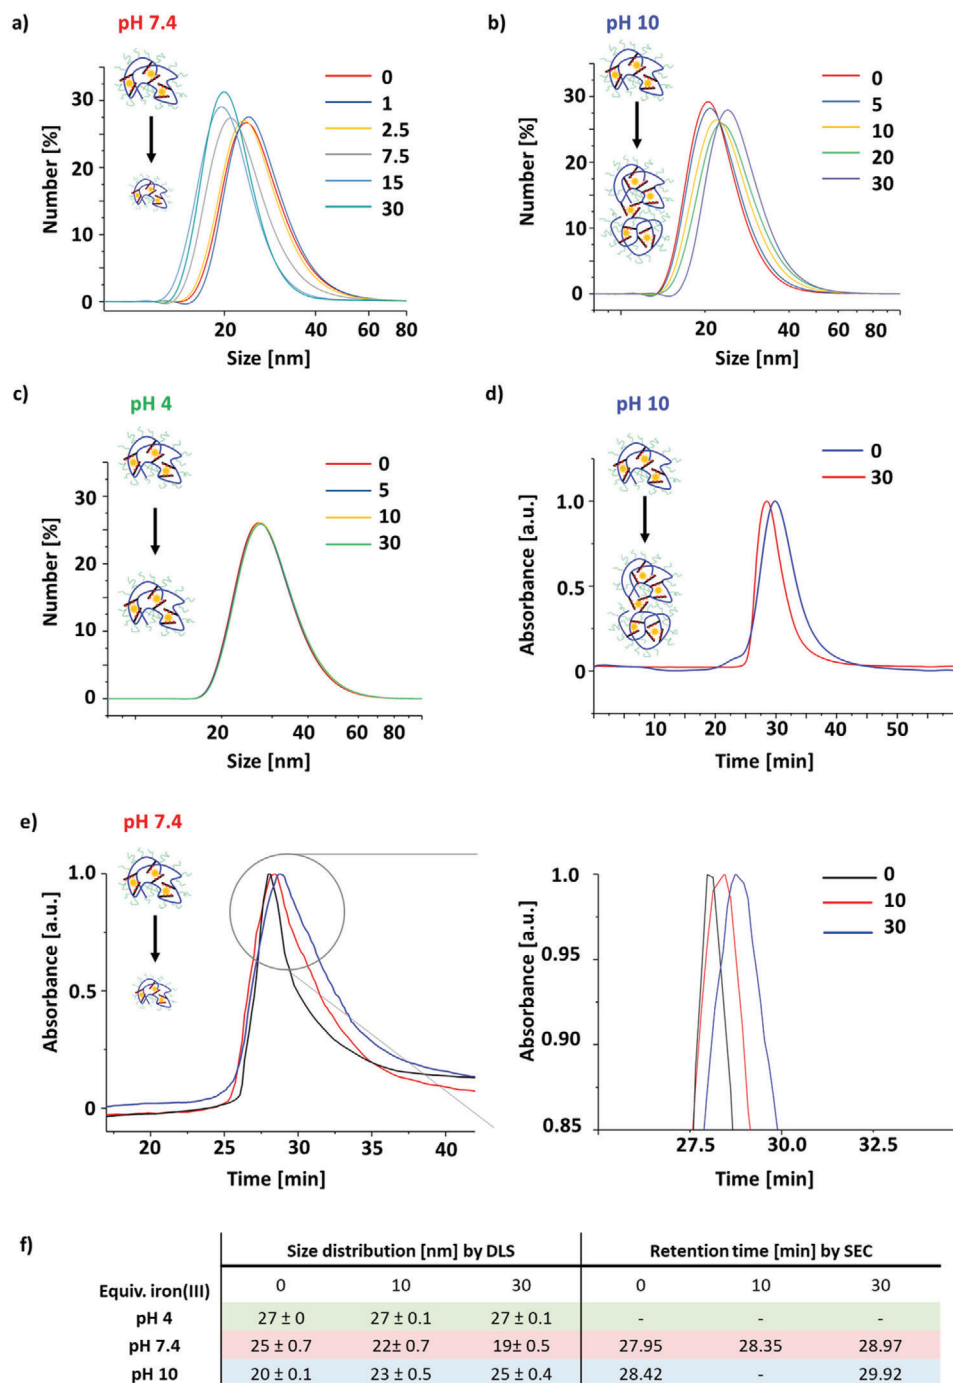 a)
pH 7.4
Number [%]
30
20
10
0
0
1
2.5
7.5
15
30
20
40
60
80
Size [nm]
b)
pH 10
Number [%]
30
20
10
0
0
5
10
20
30
20
40
60
80
Size [nm]
c)
pH 4
Number [%]
30
20
10
0
0
5
10
30
20
40
60
80
Size [nm]
d)
pH 10
Absorbance [a.u.]
1.0
0.5
0
0
30
10
20
30
40
50
Time [min]
e)
pH 7.4
Absorbance [a.u.]
1.0
0.5
0
20
25
30
35
40
Time [min]
Absorbance [a.u.]
1.0
0.95
0.90
0.85
0
10
30
27.5
30.0
32.5
Time [min]
f)
Size distribution [nm] by DLS Retention time [min] by SEC
Equiv. iron(III) 0 10 30 0 10 30
pH 4 27 ± 0 27 ± 0.1 27 ± 0.1 - - -
pH 7.4 25 ± 0.7 22± 0.7 19± 0.5 27.95 28.35 28.97
pH 10 20 ± 0.1 23 ± 0.5 25 ± 0.4 28.42 - 29.92